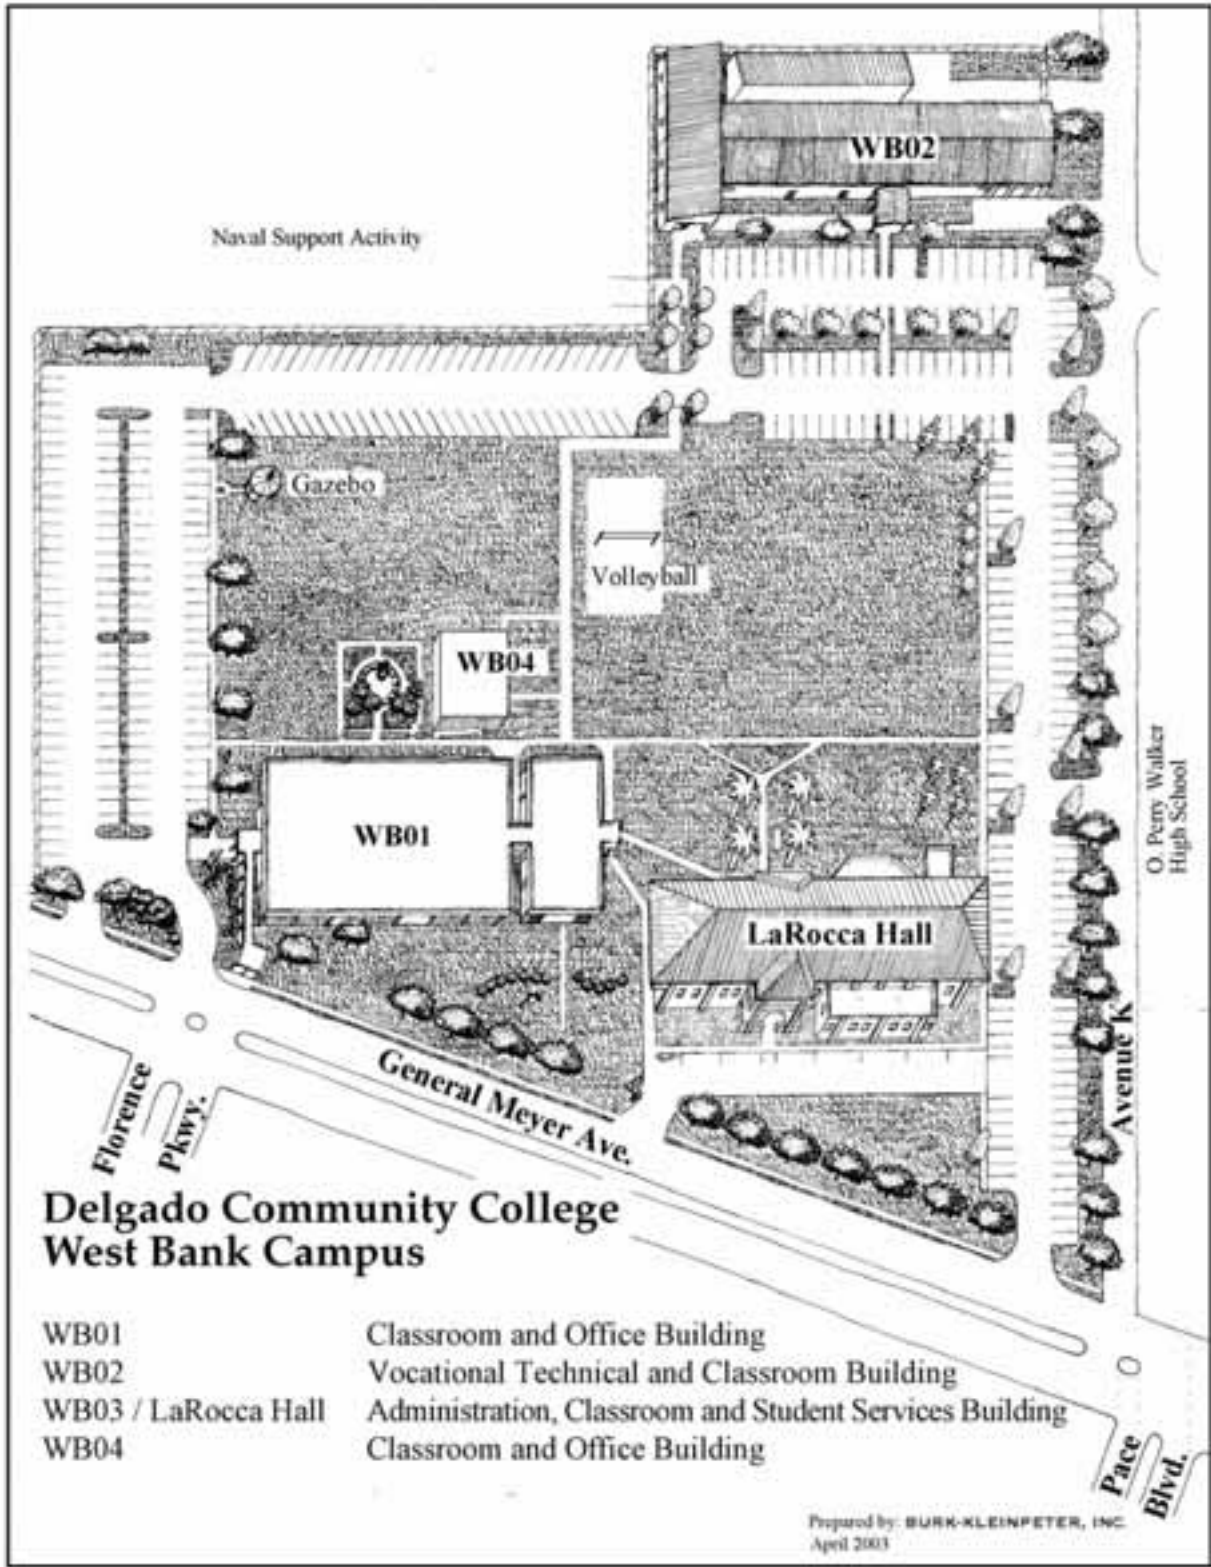 WB02
Naval Support Activity
Gazebo
Volleyball
WB04
WB01
LaRocca Hall
O. Perry Walker
High School
Avenue K
General Meyer Ave.
Florence
Pkwy.
Delgado Community College
West Bank Campus
WB01 Classroom and Office Building
WB02 Vocational Technical and Classroom Building
WB03 / LaRocca Hall Administration, Classroom and Student Services Building
WB04 Classroom and Office Building
Pace
Blvd.
Prepared by: BURK-KLEINPETER, INC.
April 2003